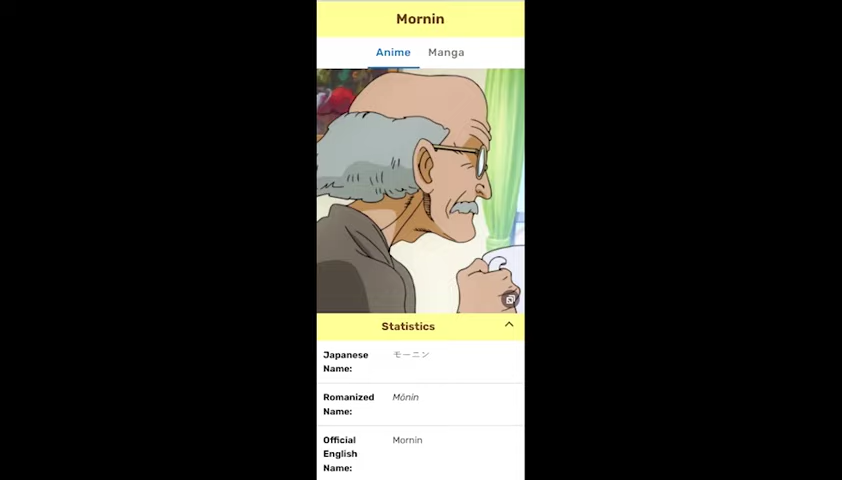 Mornin
Anime Manga
Statistics
Japanese Name: モーニン
Romanized Name: Mōnin
Official English Name: Mornin